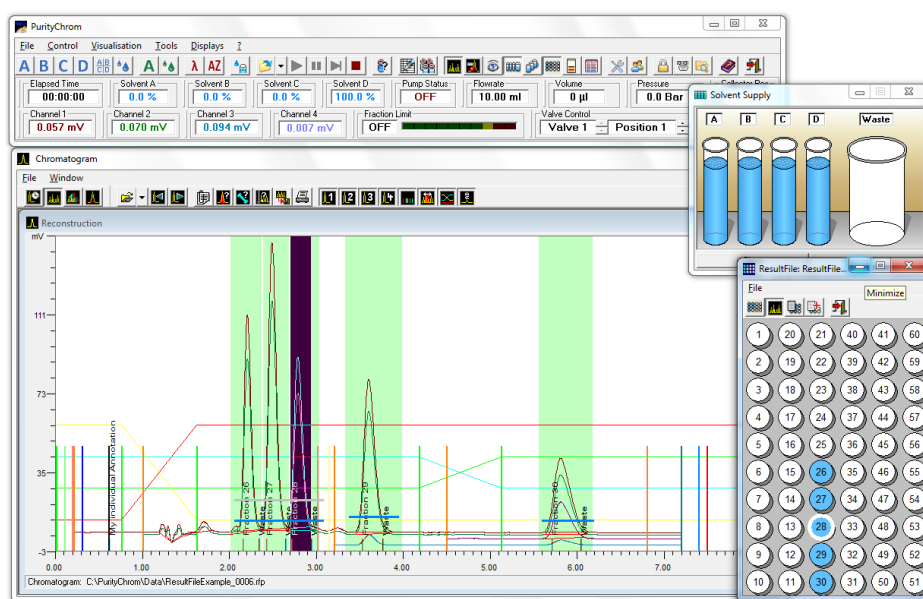 PurityChrom
File Control Visualisation Tools Displays ?
A B C D A λ AZ
Elapsed Time Solvent A Solvent B Solvent C Solvent D Pump Status Flowrate Volume Pressure
00:00:00 0.0 % 0.0 % 0.0 % 100.0 % OFF 10.00 ml 0 µl 0.0 Bar
Channel 1 Channel 2 Channel 3 Channel 4 Fraction Limit Valve Control
0.057 mV 0.070 mV 0.094 mV 0.007 mV OFF Valve 1 Position 1
Solvent Supply
A B C D Waste
Chromatogram
File Window
Reconstruction
mV
111
73
35
-3
My Individual Annotation
Fraction 26
Waste
Fraction 27
Waste
Fraction 28
Waste
Fraction 29
Waste
Fraction 30
Waste
0.00 1.00 2.00 3.00 4.00 5.00 6.00 7.00
Chromatogram: C:\PurityChrom\Data\ResultFileExample_0006.rfp
ResultFile: ResultFile...
File
Minimize
1 20 21 40 41 60
2 19 22 39 42 59
3 18 23 38 43 58
4 17 24 37 44 57
5 16 25 36 45 56
6 15 26 35 46 55
7 14 27 34 47 54
8 13 28 33 48 53
9 12 29 32 49 52
10 11 30 31 50 51